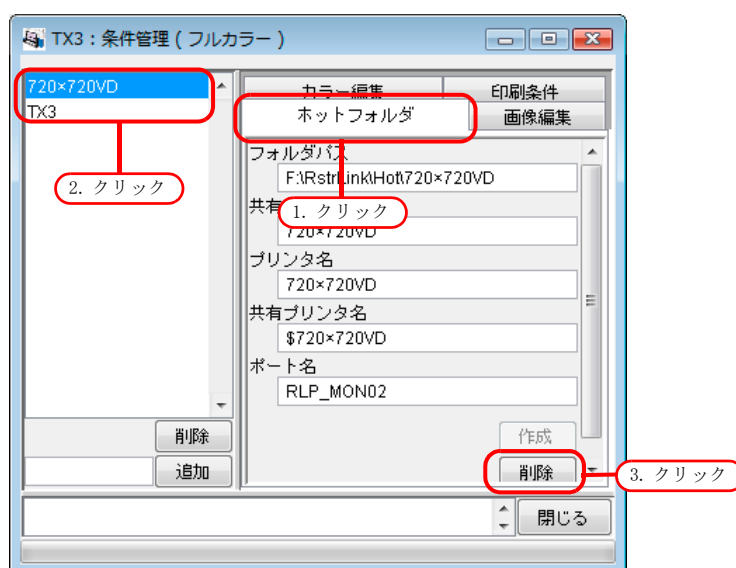 TX3：条件管理 ( フルカラー )
720×720VD
TX3
2. クリック
カラー編集
印刷条件
ホットフォルダ
画像編集
フォルダパス
F:\RstrLink\Hot\720×720VD
1. クリック
共有
720×720VD
プリンタ名
720×720VD
共有プリンタ名
$720×720VD
ポート名
RLP_MON02
削除
作成
追加
削除
3. クリック
閉じる